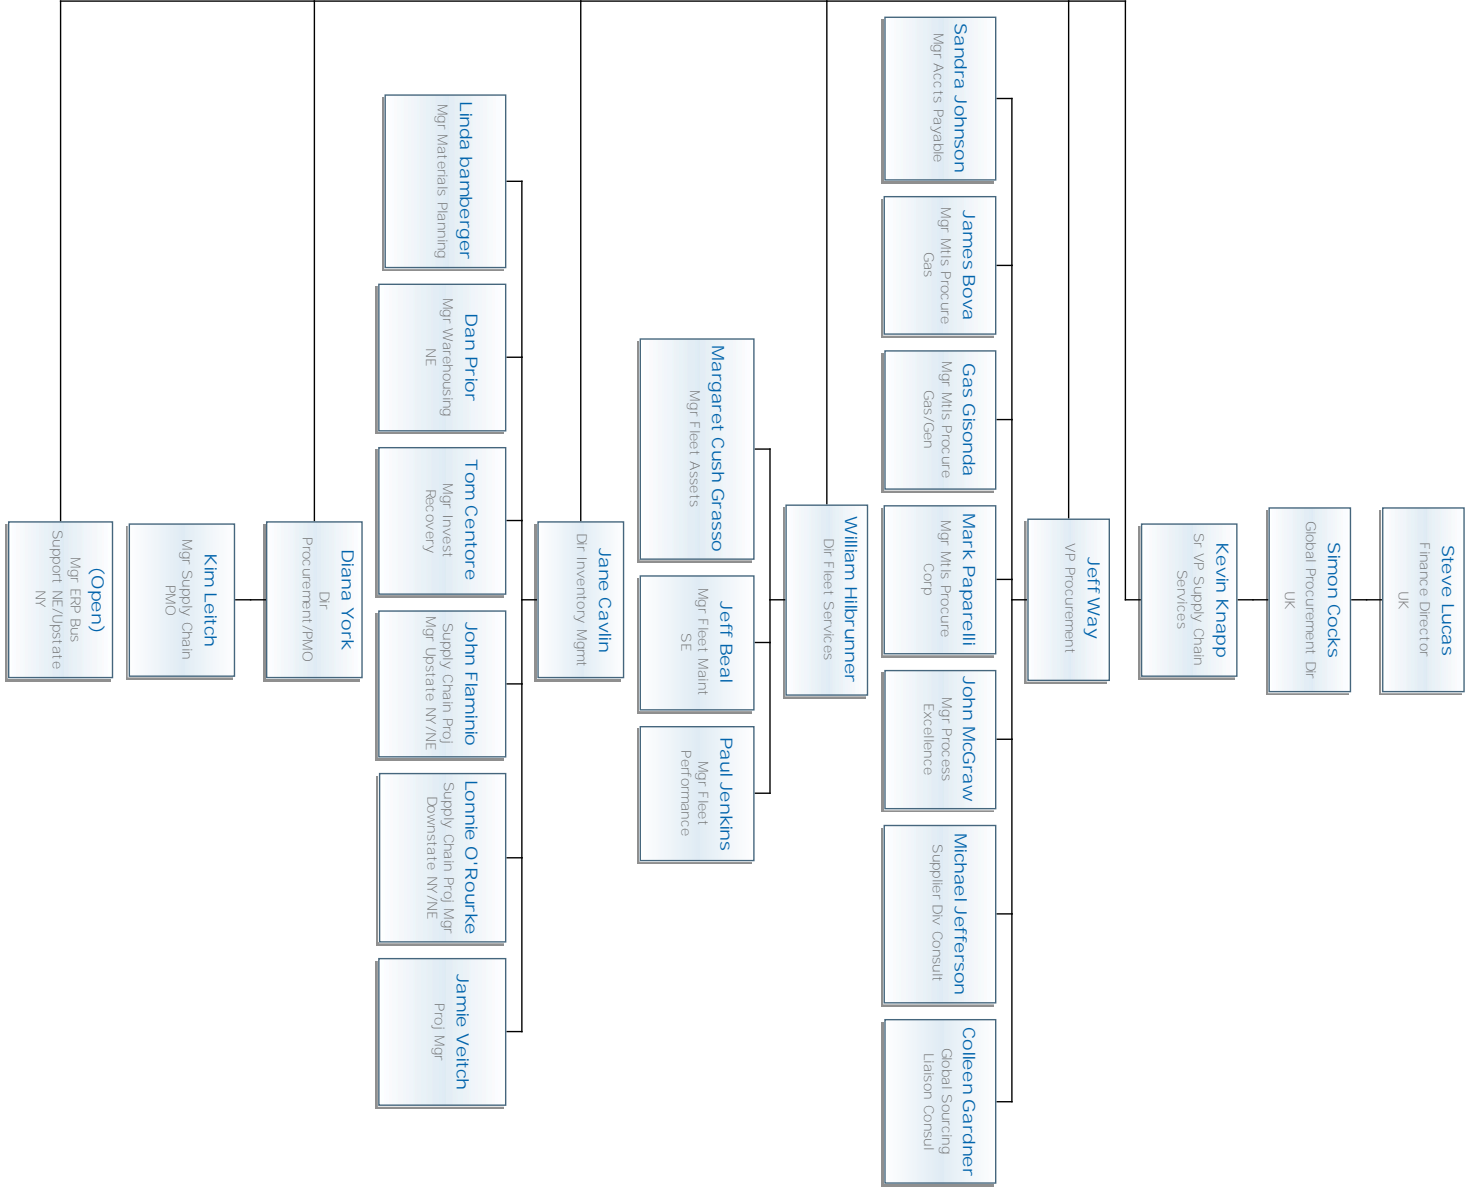 Steve Lucas
Finance Director
UK
Simon Cocks
Global Procurement Dir
UK
Kevin Knapp
Sr VP Supply Chain
Services
Jeff Way
VP Procurement
Sandra Johnson
Mgr Accts Payable
James Bova
Mgr Mtls Procure
Gas
Gas Gisonda
Mgr Mtls Procure
Gas/Gen
Mark Paparelli
Mgr Mtls Procure
Corp
John McGraw
Mgr Process
Excellence
Michael Jefferson
Supplier Div Consult
Colleen Gardner
Global Sourcing
Liaison Consul
William Hilbrunner
Dir Fleet Services
Margaret Cush Grasso
Mgr Fleet Assets
Jeff Beal
Mgr Fleet Maint
SE
Paul Jenkins
Mgr Fleet
Performance
Jane Cavlin
Dir Inventory Mgmt
Linda bamberger
Mgr Materials Planning
Dan Prior
Mgr Warehousing
NE
Tom Centore
Mgr Invest
Recovery
John Flaminio
Supply Chain Proj
Mgr Upstate NY/NE
Lonnie O'Rourke
Supply Chain Proj Mgr
Downstate NY/NE
Jamie Veitch
Proj Mgr
Diana York
Dir
Procurement/PMO
Kim Leitch
Mgr Supply Chain
PMO
(Open)
Mgr ERP Bus
Support NE/Upstate
NY